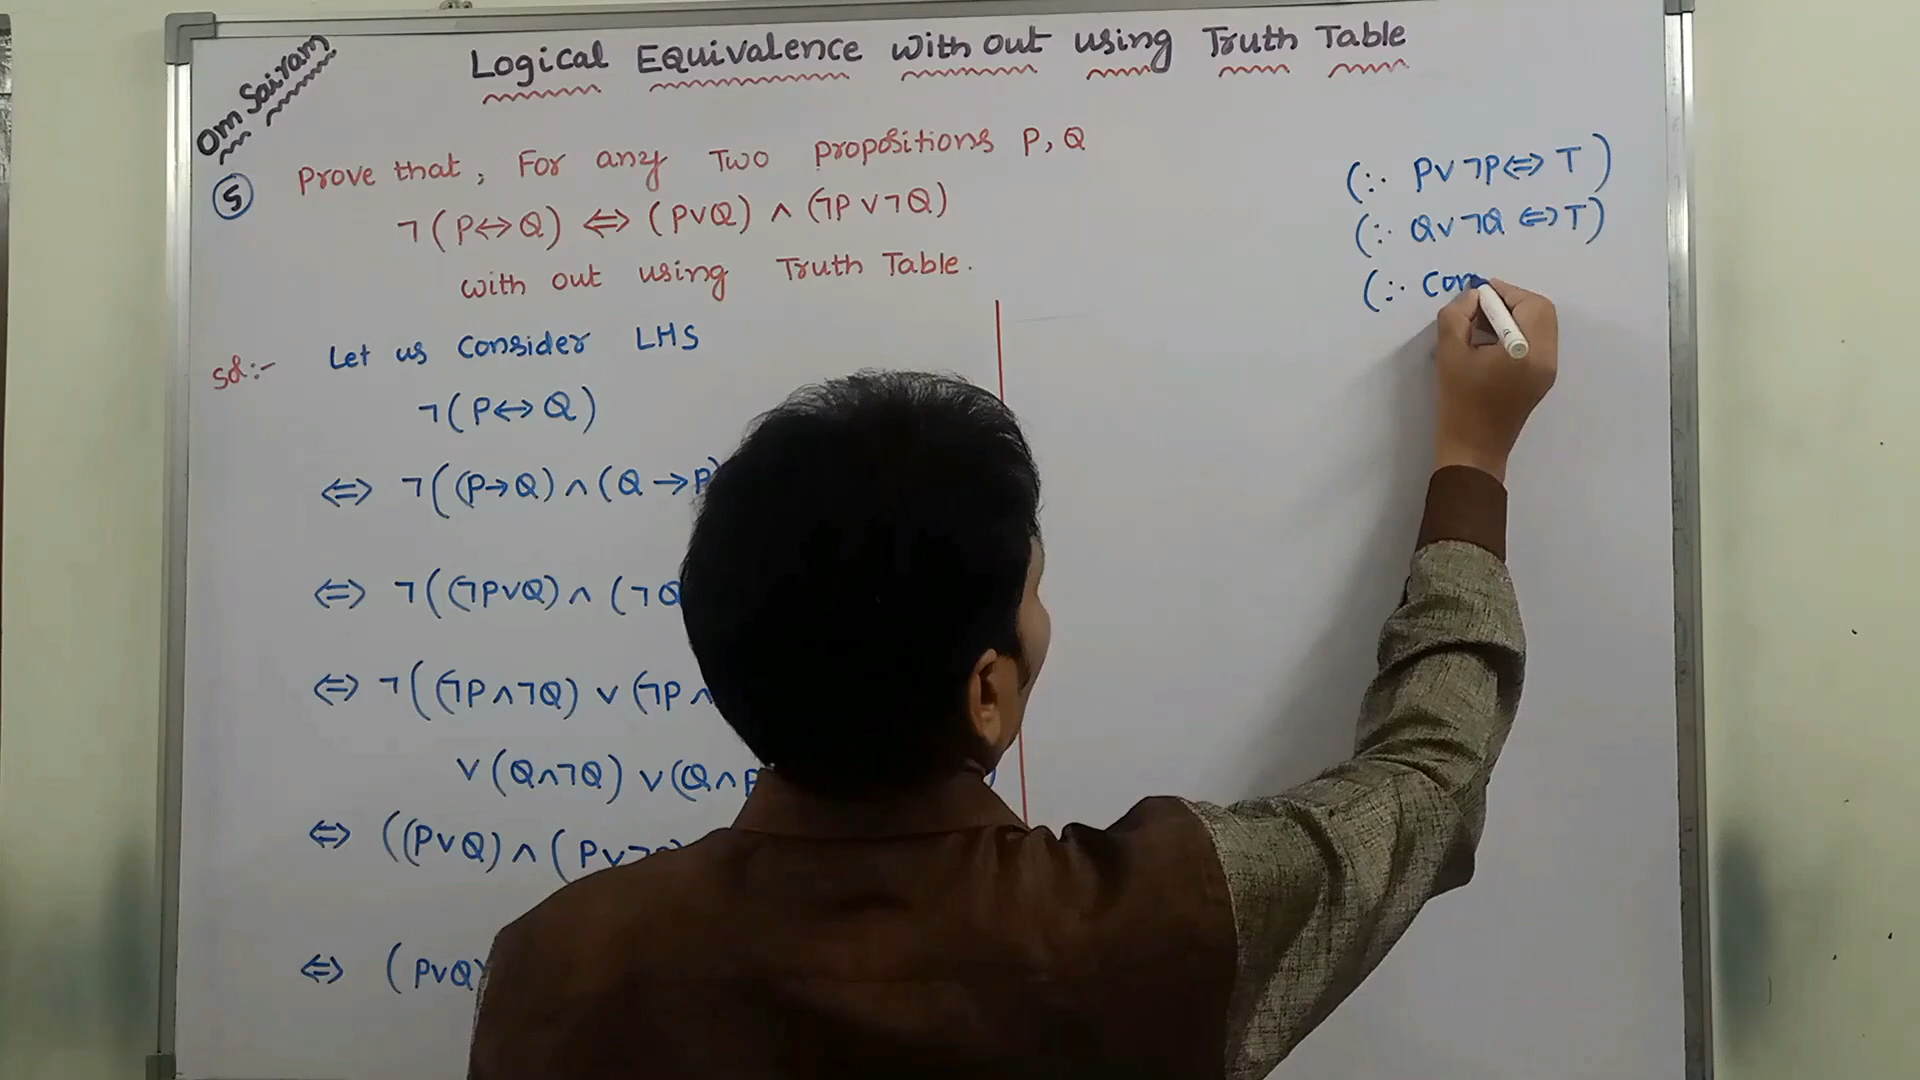 Logical Equivalence with out using Truth Table
Om Sairam
5 Prove that, For any Two propositions P, Q
¬(P↔Q) ⇔ (P∨Q) ∧ (¬P∨¬Q)
with out using Truth Table.
Sol:- Let us consider LHS
¬(P↔Q)
⇔ ¬((P→Q)∧(Q→P)
⇔ ¬((¬P∨Q)∧(¬Q
⇔ ¬((¬P∧¬Q)∨(¬P∧
∨(Q∧¬Q)∨(Q∧P
⇔ ((P∨Q)∧(P∨¬Q)
⇔ (P∨Q)
(∵ P∨¬P⇔T)
(∵ Q∨¬Q⇔T)
(∵ Com